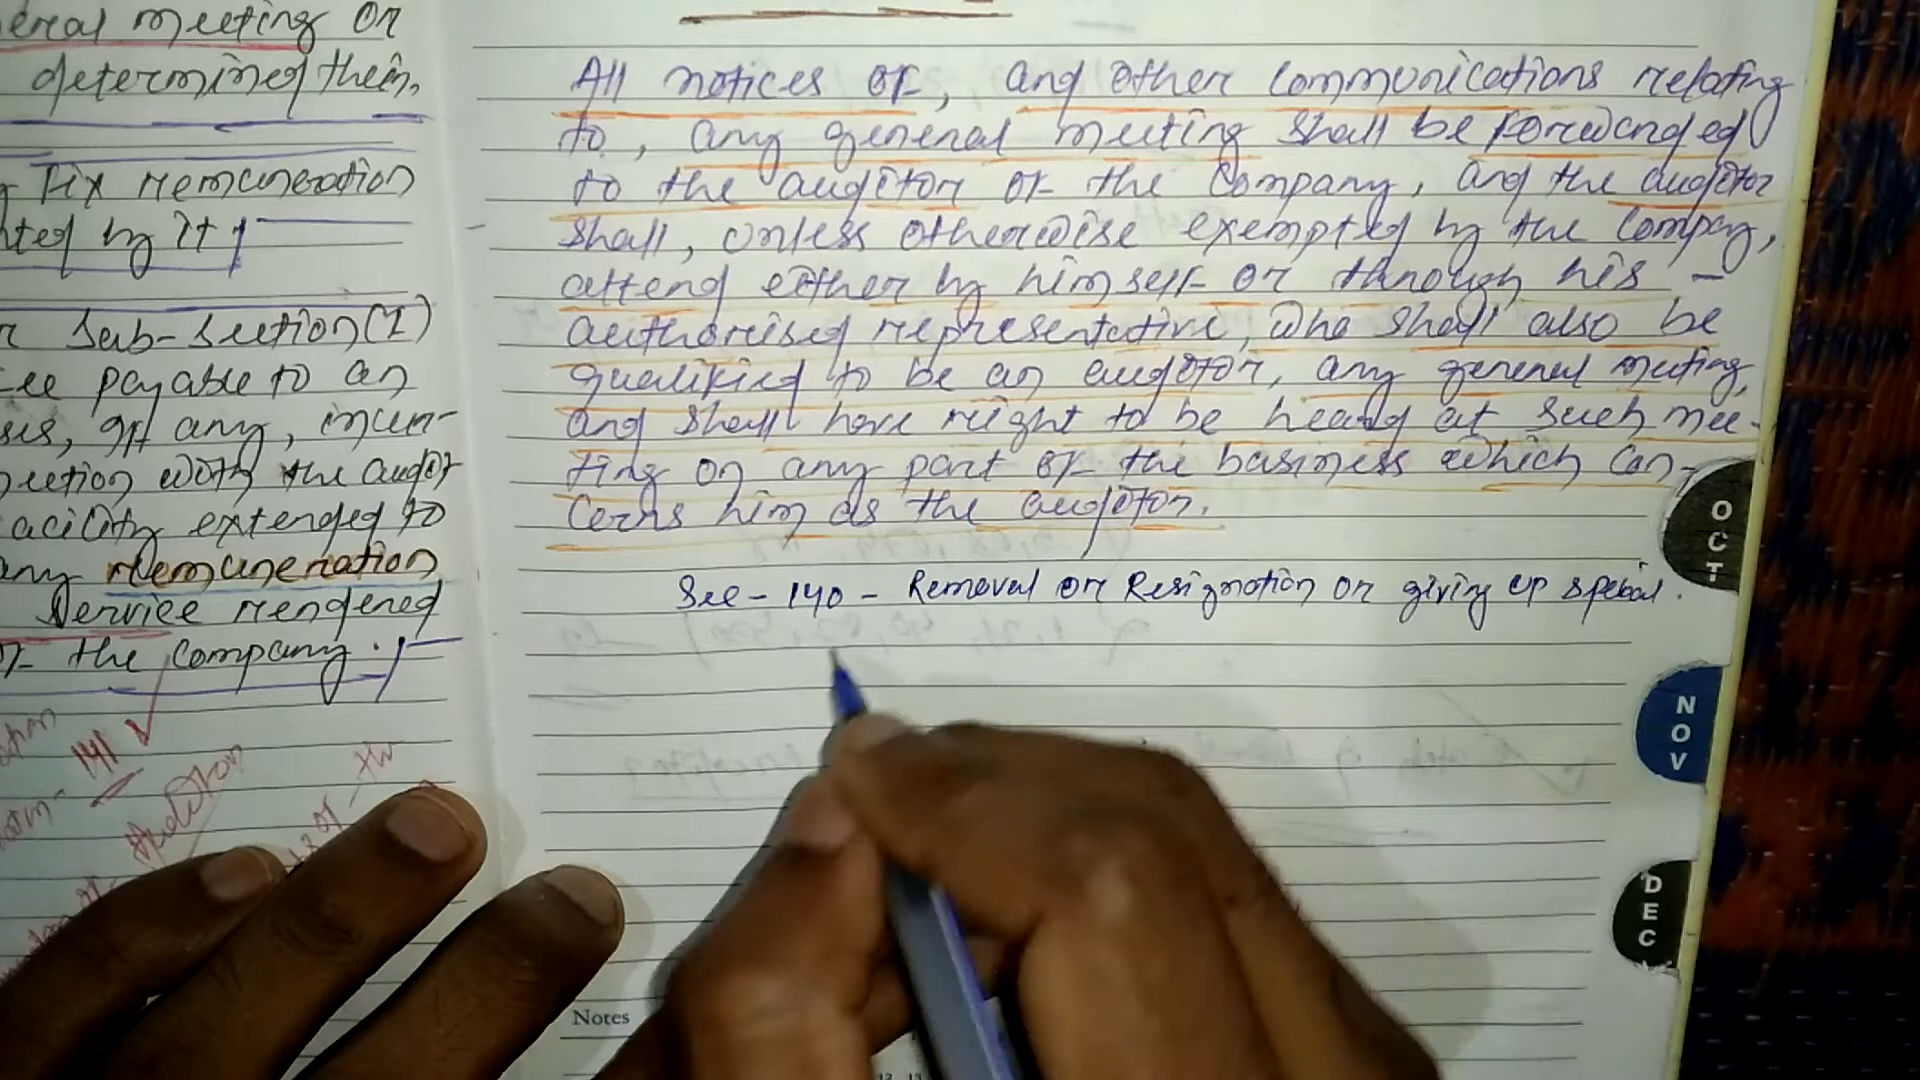 eral meeting or
determined them,
Fix remuneration
nted by it
r Sub-Section (I)
ee payable to an
ses, if any, incur-
nection with the audit
acility extended to
any remuneration
Service rendered
the company.
141
Auditor
All notices of, and other communications relating
to, any general meeting shall be forwarded
to the auditor of the company, and the auditor
shall, unless otherwise exempted by the company,
attend either by himself or through his -
authorised representative, who shall also be
qualified to be an auditor, any general meeting,
and shall have right to be heard at such mee-
ting on any part of the business which con-
cerns him as the auditor.
Sec - 140 - Removal or Resignation or giving up special.
OCT
NOV
DEC
Notes